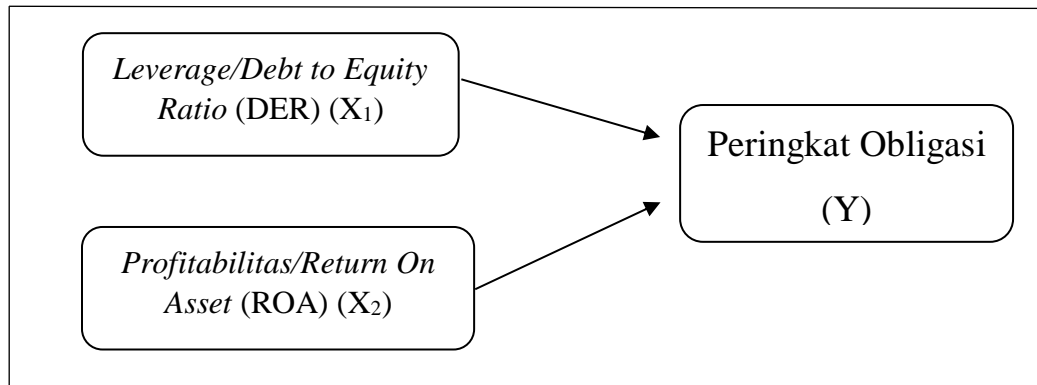 Leverage/Debt to Equity
Ratio (DER) (X₁)
Peringkat Obligasi
(Y)
Profitabilitas/Return On
Asset (ROA) (X₂)